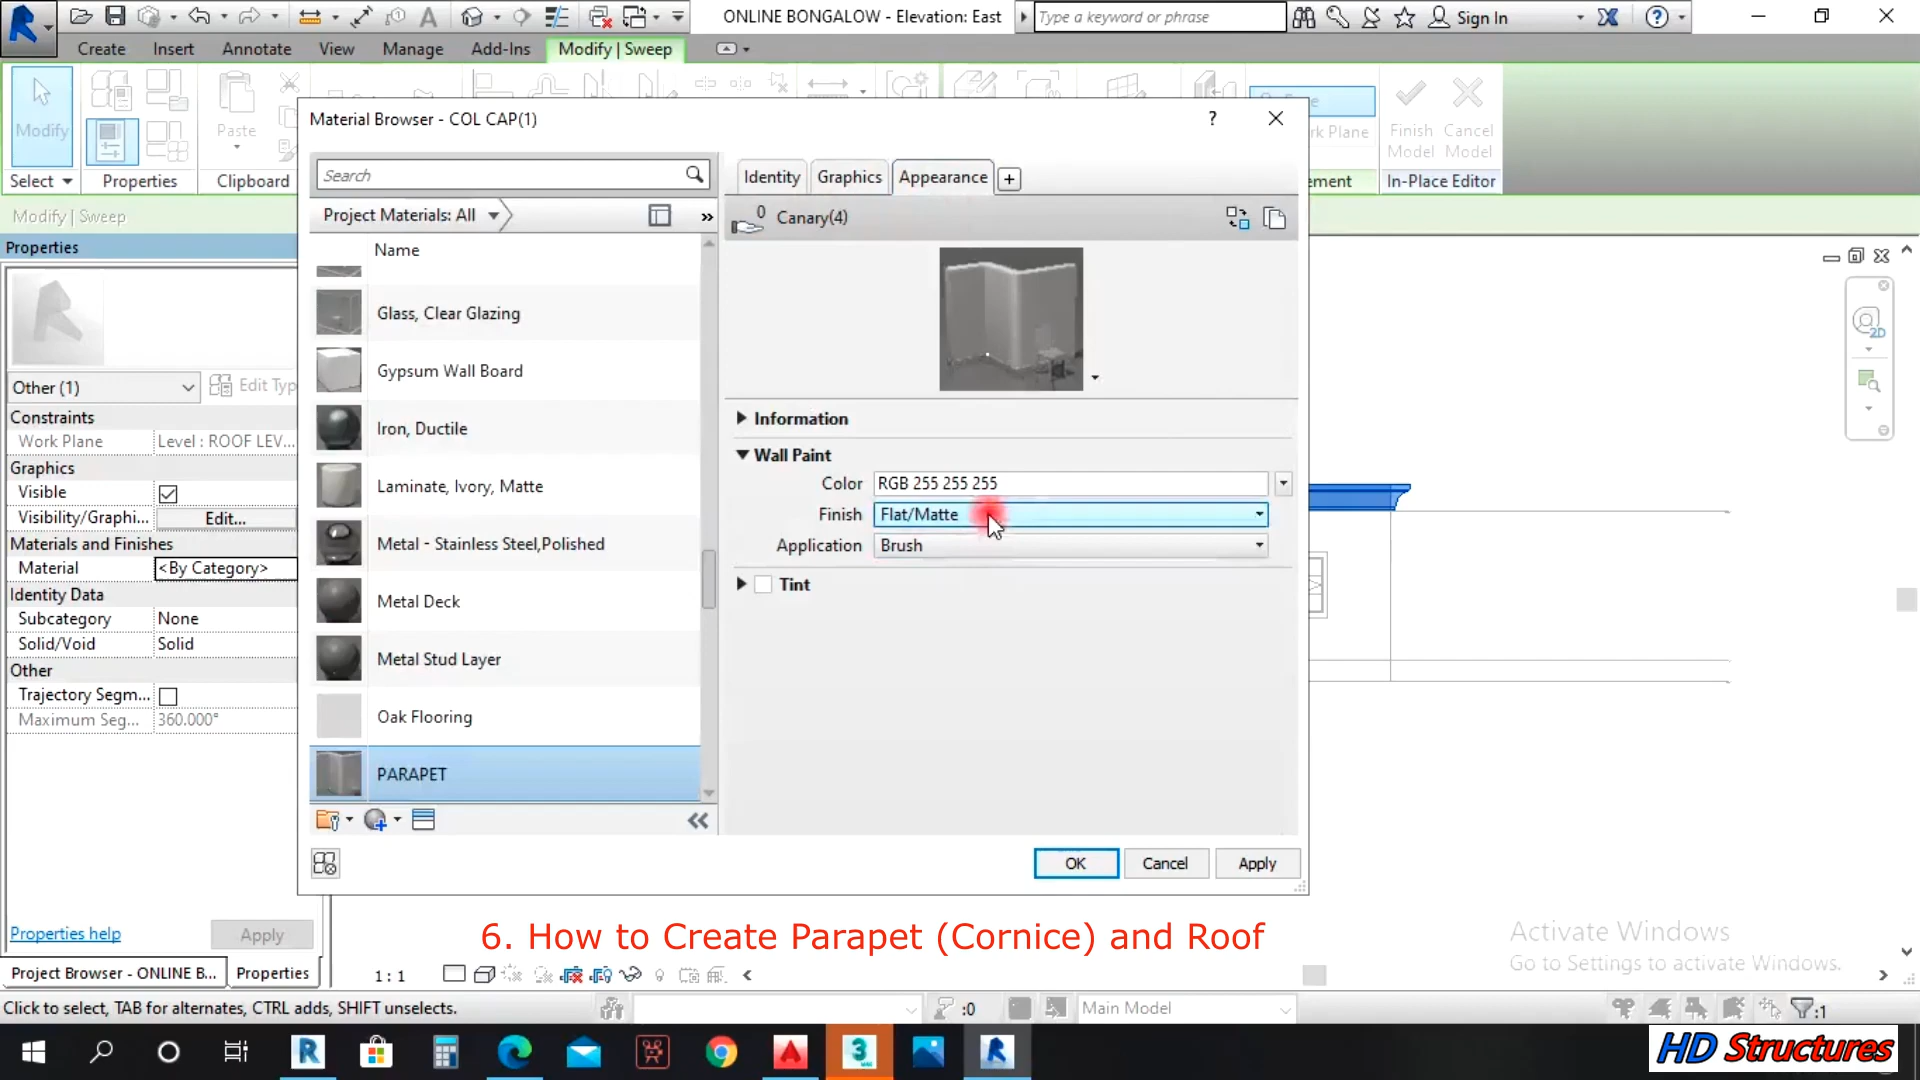 ONLINE BONGALOW - Elevation: East
Type a keyword or phrase
Sign In
Create
Insert
Annotate
View
Manage
Add-Ins
Modify | Sweep
Modify
Paste
Finish
Model
Cancel
Model
Select
Properties
Clipboard
In-Place Editor
Modify | Sweep
Properties
Other (1)
Edit Typ
Constraints
Work Plane
Level : ROOF LEV...
Graphics
Visible
Visibility/Graphi...
Edit...
Materials and Finishes
Material
<By Category>
Identity Data
Subcategory
None
Solid/Void
Solid
Other
Trajectory Segm...
Maximum Seg...
360.000°
Properties help
Apply
Project Browser - ONLINE B...
Properties
Material Browser - COL CAP(1)
?
Search
Project Materials: All
Name
Glass, Clear Glazing
Gypsum Wall Board
Iron, Ductile
Laminate, Ivory, Matte
Metal - Stainless Steel,Polished
Metal Deck
Metal Stud Layer
Oak Flooring
PARAPET
Identity
Graphics
Appearance
0
Canary(4)
Information
Wall Paint
Color
RGB 255 255 255
Finish
Flat/Matte
Application
Brush
Tint
OK
Cancel
Apply
2D
6. How to Create Parapet (Cornice) and Roof
Activate Windows
Go to Settings to activate Windows.
1 : 1
Click to select, TAB for alternates, CTRL adds, SHIFT unselects.
:0
Main Model
:1
HD Structures